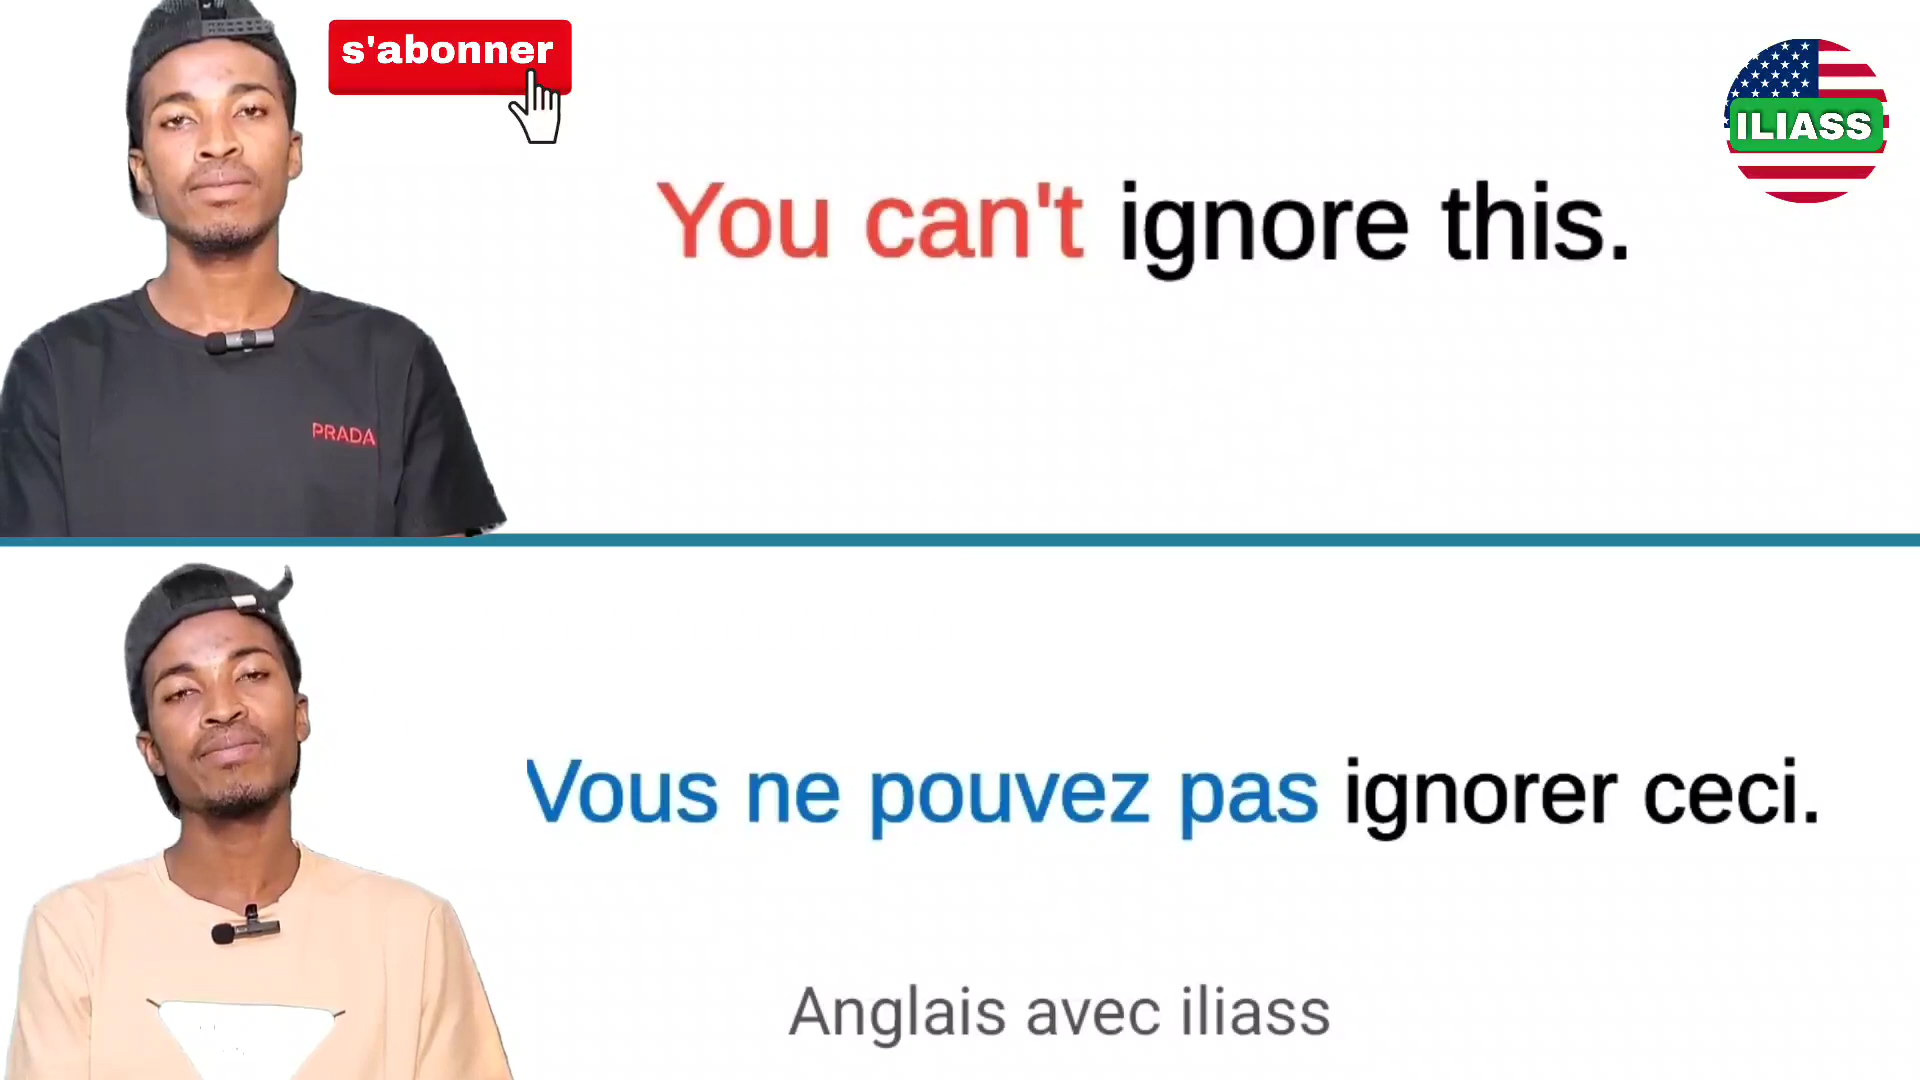 s'abonner
ILIASS
You can't ignore this.
PRADA
Vous ne pouvez pas ignorer ceci.
Anglais avec iliass